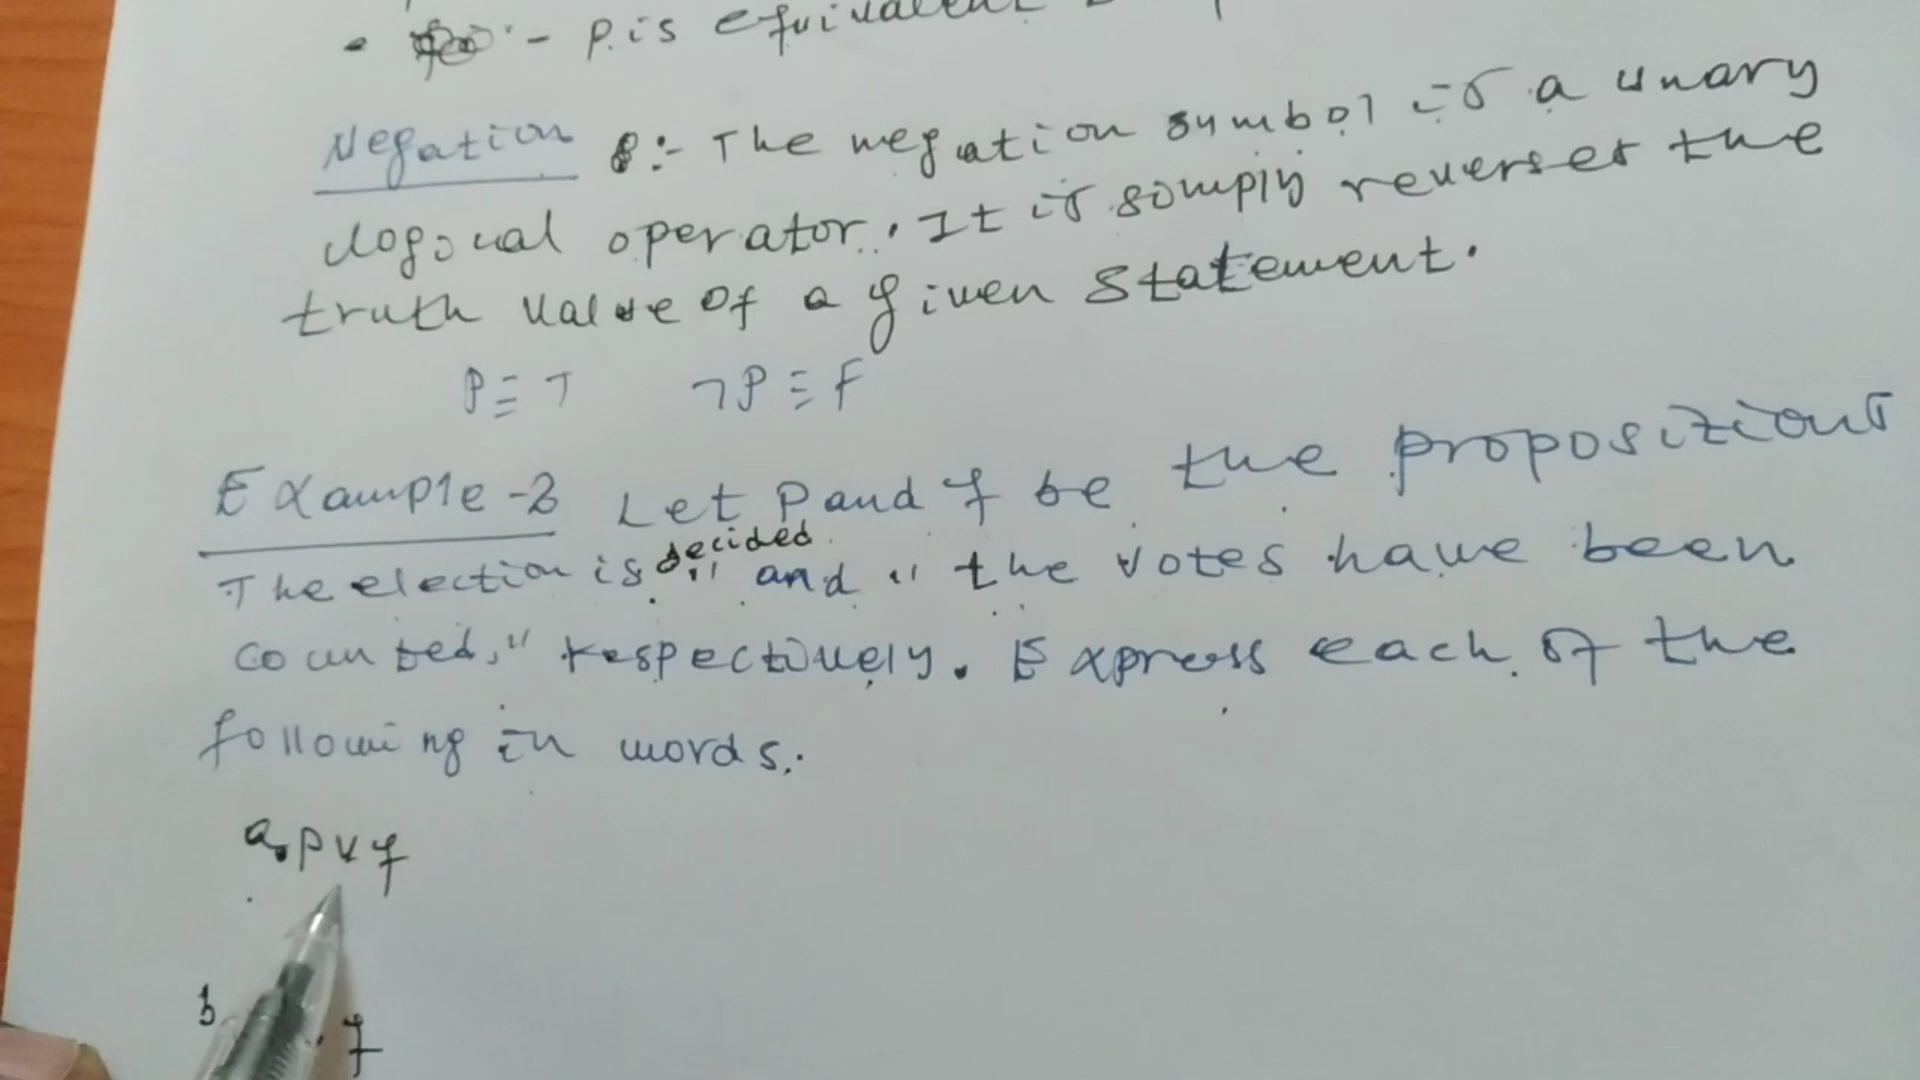 - p is equivalent
Negation :- The negation symbol is a unary
logical operator. It is simply reverses the
truth value of a given statement.
P ≡ T ¬P ≡ F
Example-2 Let p and q be the propositions
The election is decided" and "the votes have been
counted," respectively. Express each of the
following in words.
a. p v q
b. q